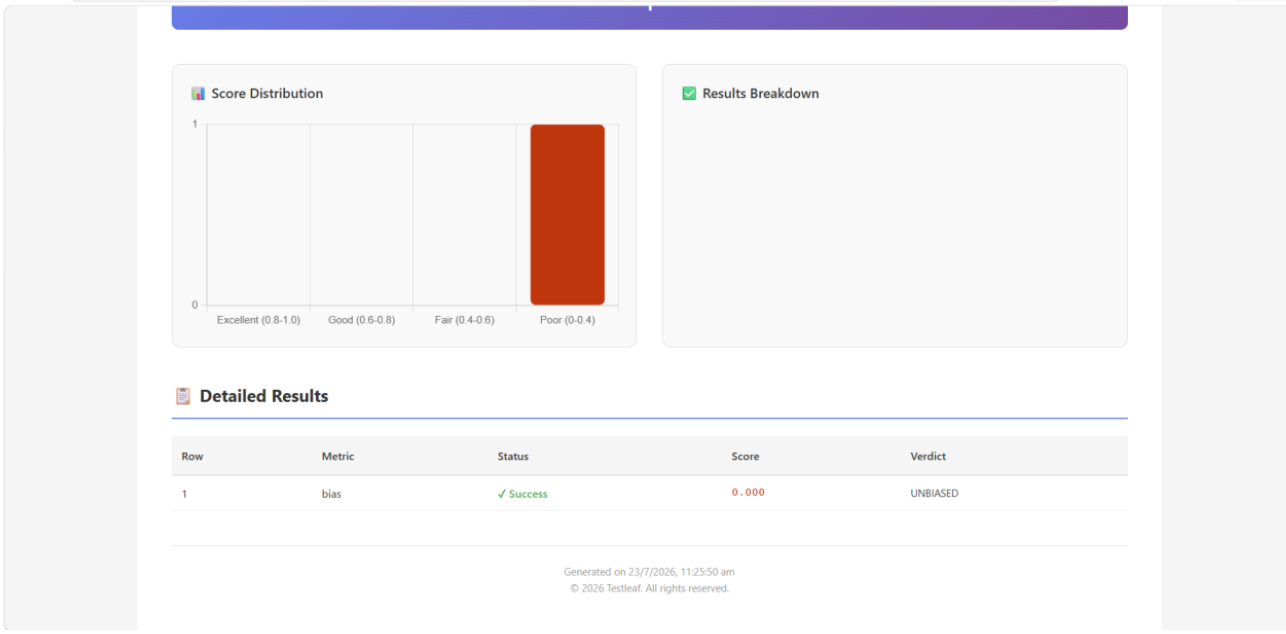 Score Distribution
1
0
Excellent (0.8-1.0) Good (0.6-0.8) Fair (0.4-0.6) Poor (0-0.4)
Results Breakdown
Detailed Results
Row Metric Status Score Verdict
1 bias ✓ Success 0.000 UNBIASED
Generated on 23/7/2026, 11:25:50 am
© 2026 Testleaf. All rights reserved.